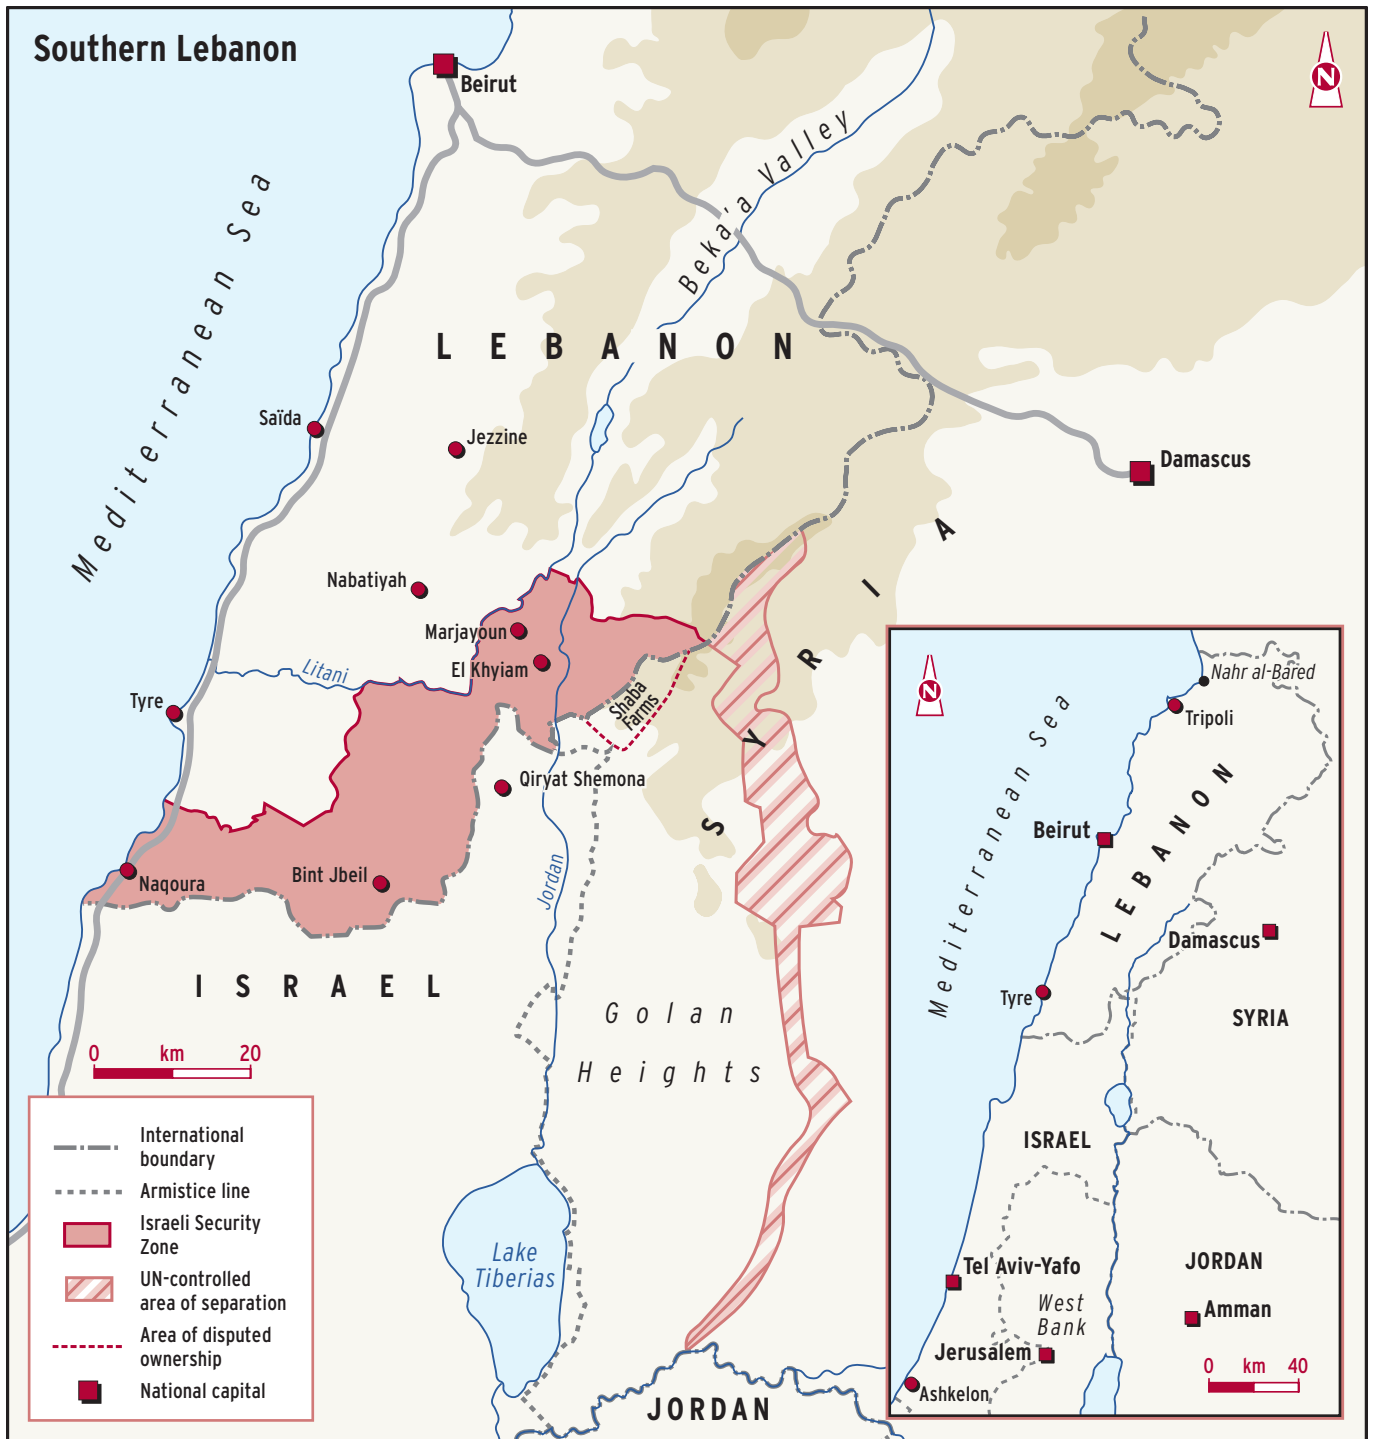 Southern Lebanon
N
Beirut
Mediterranean Sea
Beka'a Valley
LEBANON
Saïda
Jezzine
Damascus
Nabatiyah
Marjayoun
El Khyiam
Litani
Tyre
Shaba
Farms
SYRIA
Qiryat Shemona
Naqoura
Bint Jbeil
Jordan
ISRAEL
Golan
Heights
0 km 20
International
boundary
Armistice line
Israeli Security
Zone
UN-controlled
area of separation
Area of disputed
ownership
National capital
Lake
Tiberias
JORDAN
N
Nahr al-Bared
Tripoli
Mediterranean Sea
LEBANON
Beirut
Damascus
Tyre
SYRIA
ISRAEL
Tel Aviv-Yafo
JORDAN
West
Bank
Amman
Jerusalem
0 km 40
Ashkelon